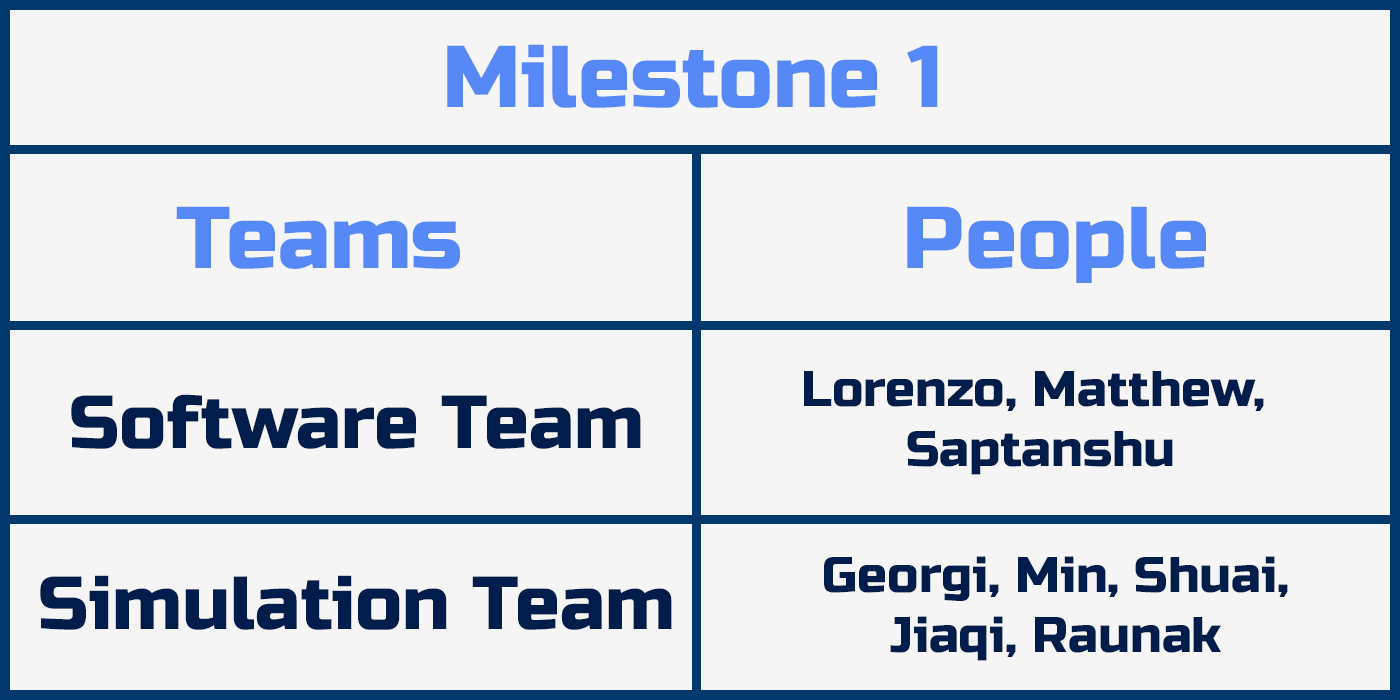 Milestone 1
Teams
People
Software Team
Lorenzo, Matthew,
Saptanshu
Simulation Team
Georgi, Min, Shuai,
Jiaqi, Raunak